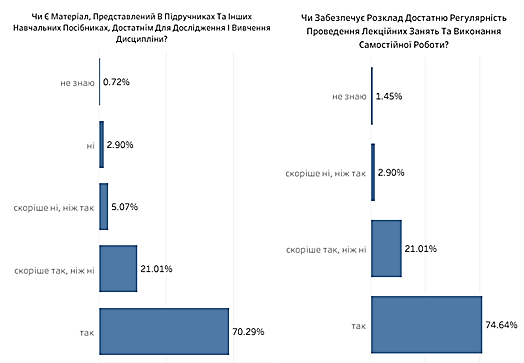 Чи Є Матеріал, Представлений В Підручниках Та Інших
Навчальних Посібниках, Достатнім Для Дослідження І Вивчення
Дисципліни?
не знаю
0.72%
ні
2.90%
скоріше ні, ніж так
5.07%
скоріше так, ніж ні
21.01%
так
70.29%
Чи Забезпечує Розклад Достатню Регулярність
Проведення Лекційних Занять Та Виконання
Самостійної Роботи?
не знаю
1.45%
скоріше ні, ніж так
2.90%
скоріше так, ніж ні
21.01%
так
74.64%